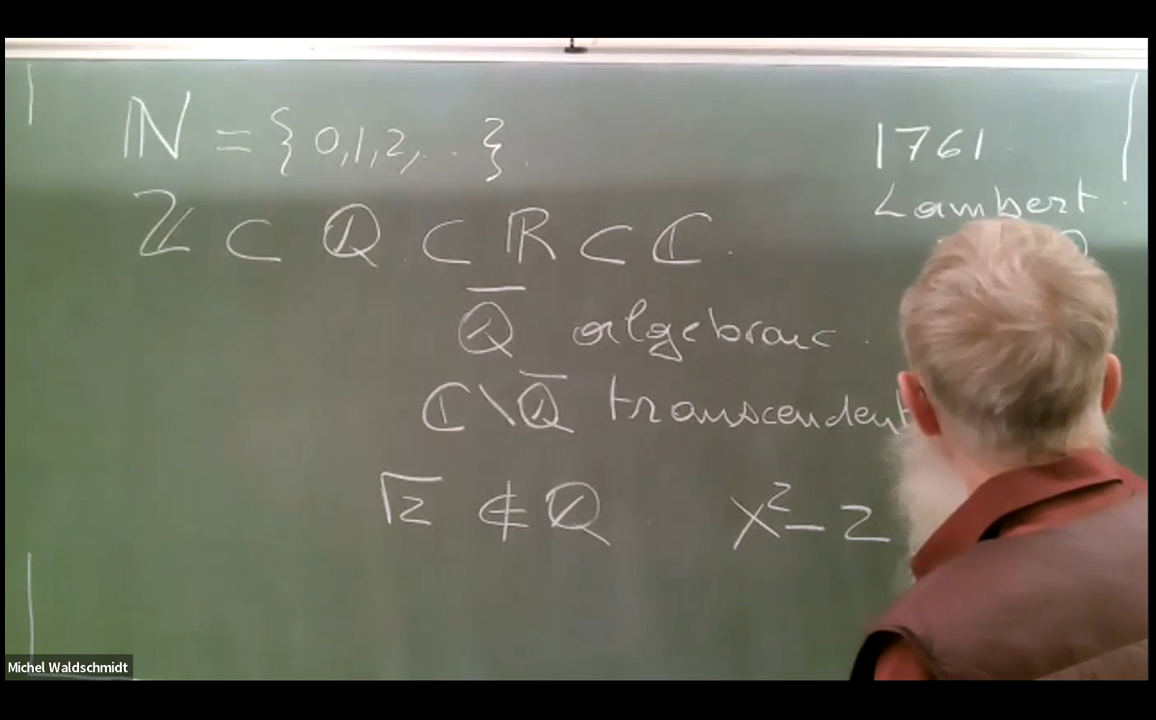 ℕ = {0,1,2,..}.
ℤ ⊂ ℚ ⊂ ℝ ⊂ ℂ.
ℚ̅ algebraic.
ℂ\ℚ̅ transcendent
√2 ∉ ℚ X²-2
1761
Lambert.
Michel Waldschmidt